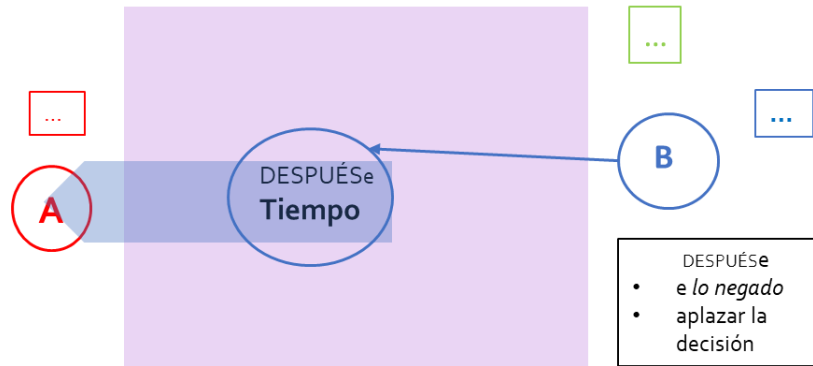 ...
...
...
A
DESPUÉSe
Tiempo
B
DESPUÉSe
• e lo negado
• aplazar la
decisión